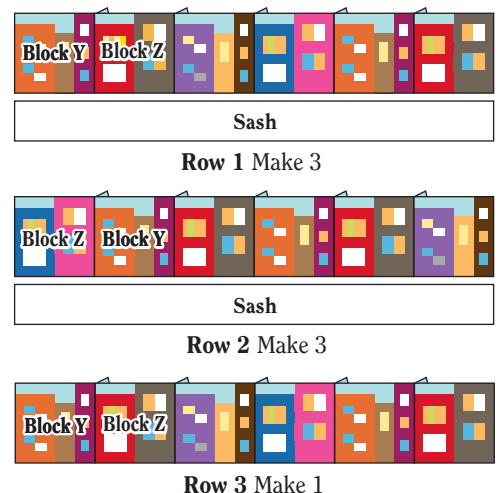 Block Y Block Z
Sash
Row 1 Make 3
Block Z Block Y
Sash
Row 2 Make 3
Block Y Block Z
Row 3 Make 1